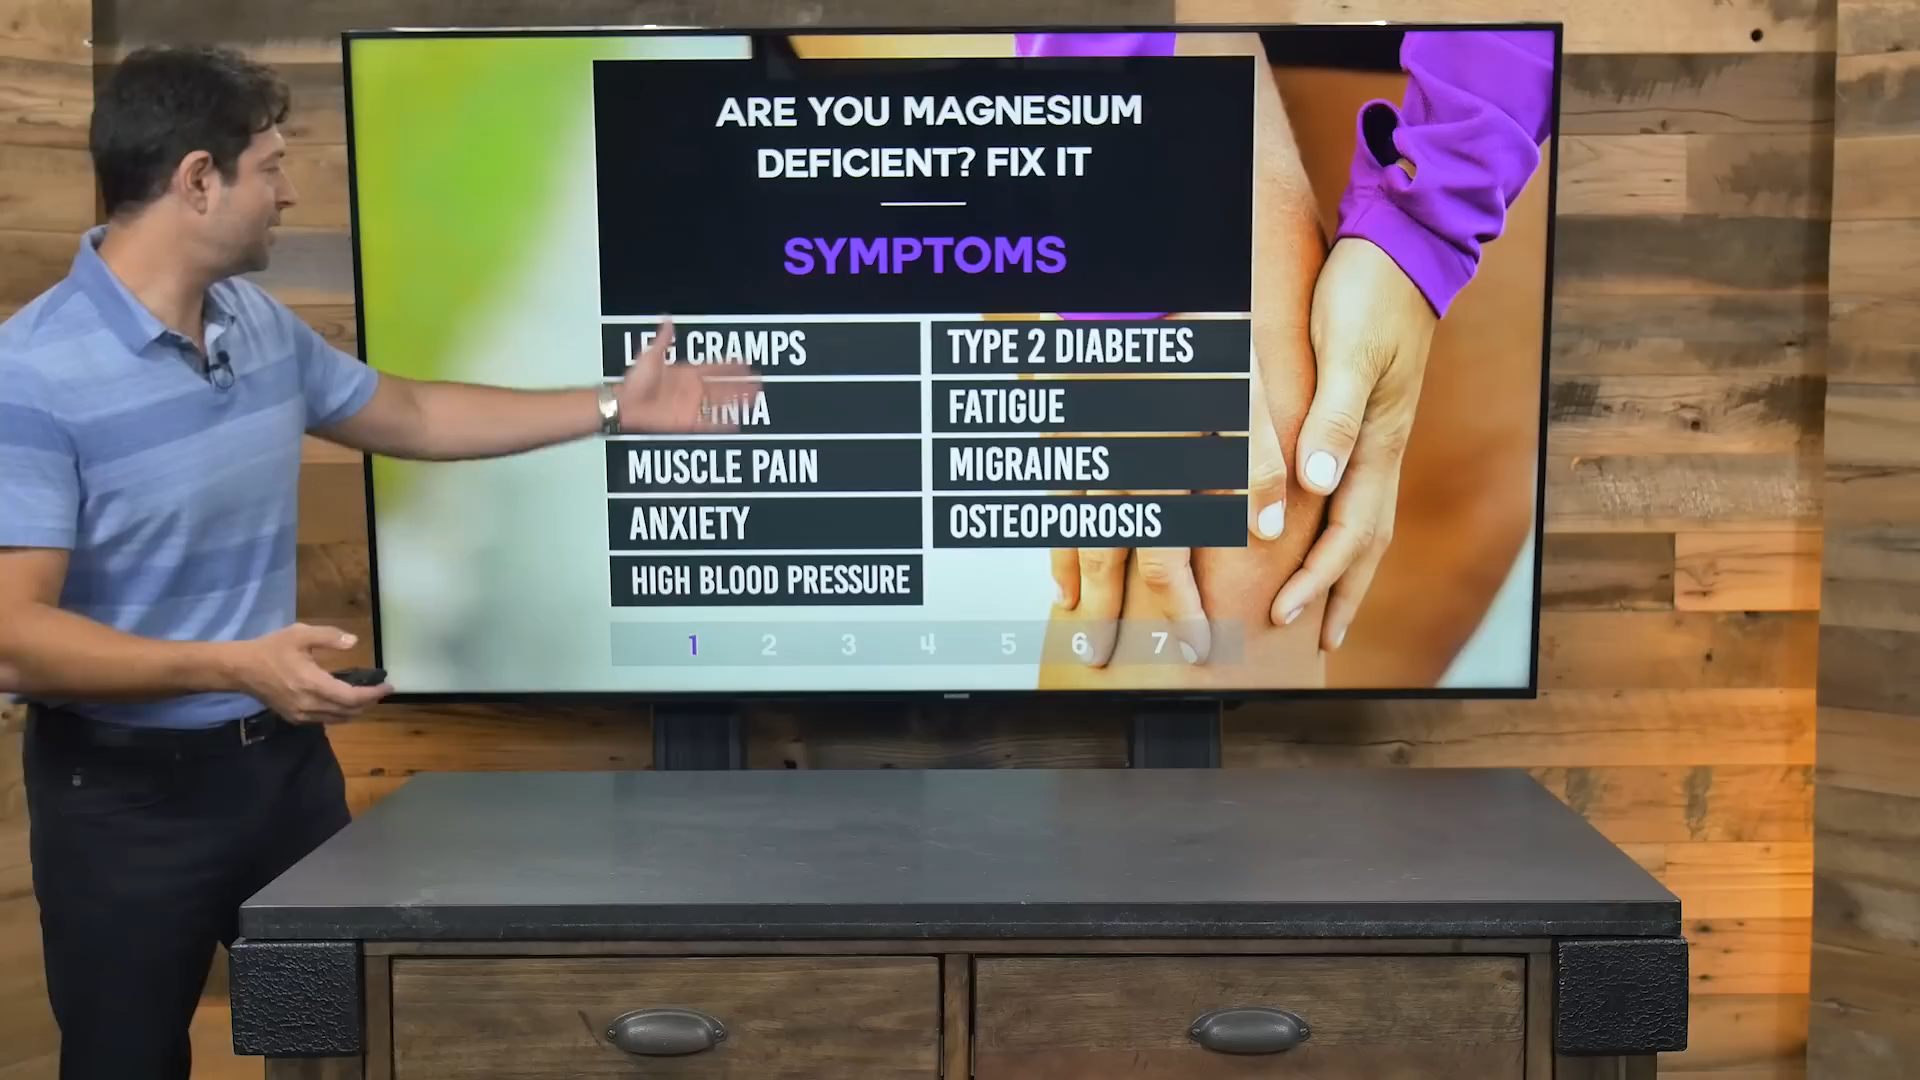 ARE YOU MAGNESIUM
DEFICIENT? FIX IT
SYMPTOMS
LEG CRAMPS
TYPE 2 DIABETES
FATIGUE
MUSCLE PAIN
MIGRAINES
ANXIETY
OSTEOPOROSIS
HIGH BLOOD PRESSURE
1 2 3 4 5 6 7